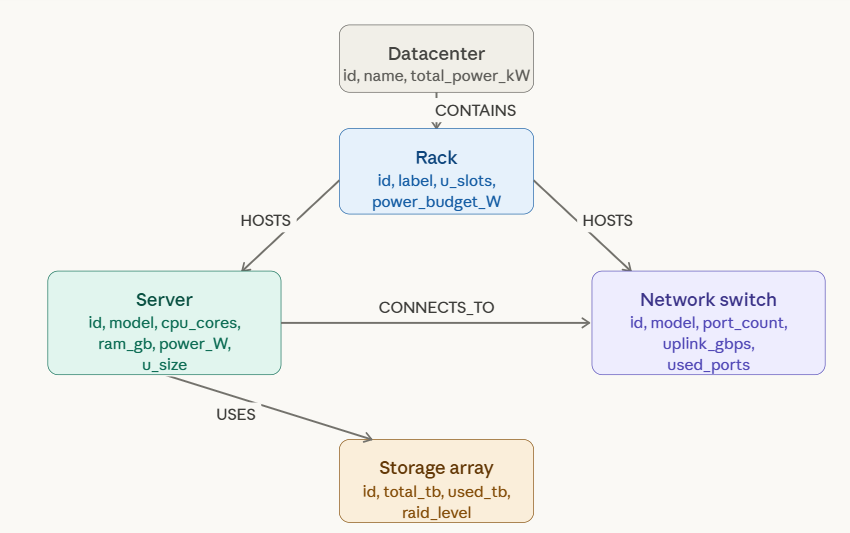 Datacenter
id, name, total_power_kW
CONTAINS
Rack
id, label, u_slots,
power_budget_W
HOSTS
HOSTS
Server
id, model, cpu_cores,
ram_gb, power_W,
u_size
CONNECTS_TO
Network switch
id, model, port_count,
uplink_gbps,
used_ports
USES
Storage array
id, total_tb, used_tb,
raid_level